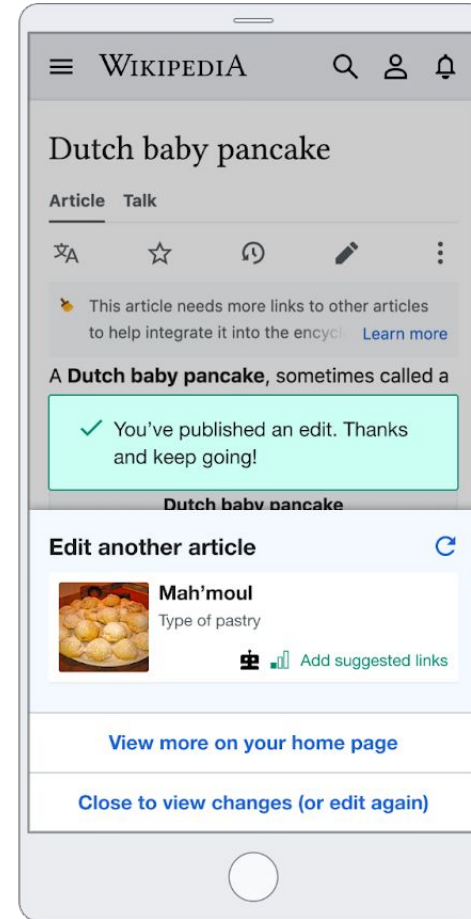 WIKIPEDIA
Dutch baby pancake
Article Talk
This article needs more links to other articles
to help integrate it into the encycl Learn more
A Dutch baby pancake, sometimes called a
You've published an edit. Thanks
and keep going!
Dutch baby pancake
Edit another article
Mah'moul
Type of pastry
Add suggested links
View more on your home page
Close to view changes (or edit again)